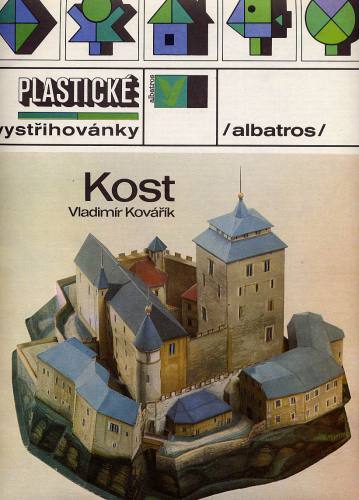 PLASTICKÉ
albatros
vystřihovánky
/albatros/
Kost
Vladimír Kovářík